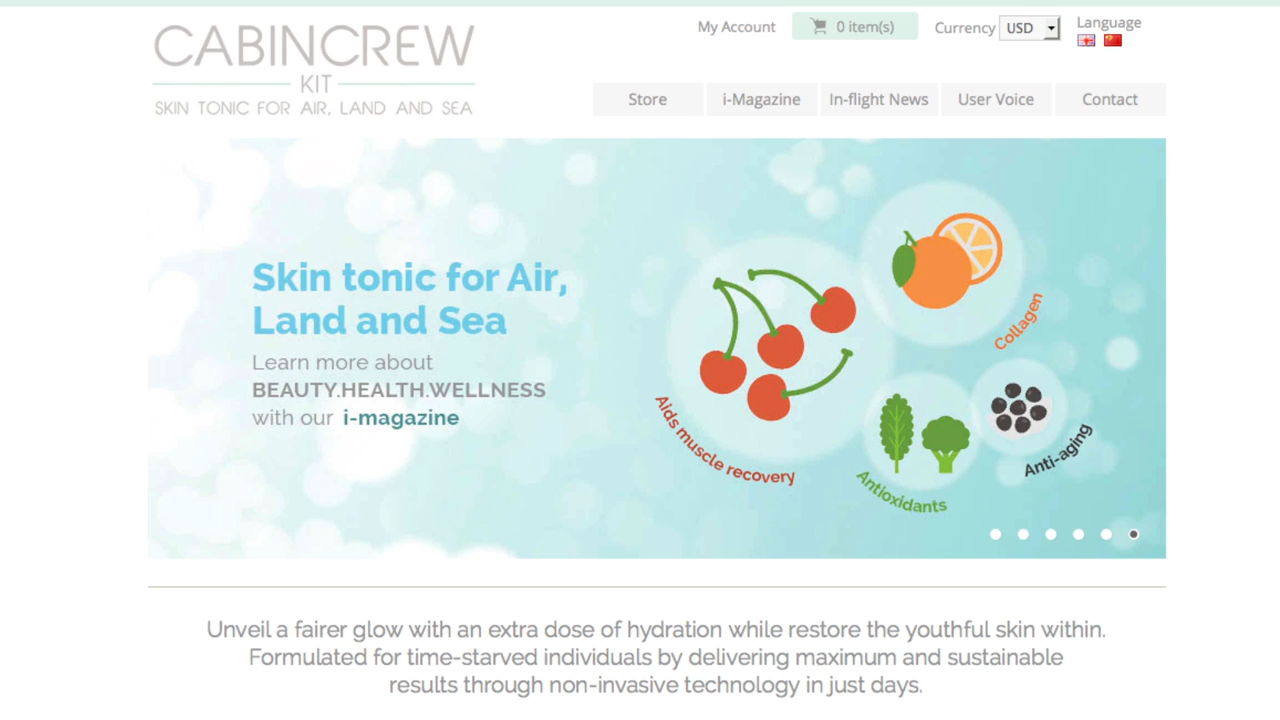 CABINCREW
KIT
SKIN TONIC FOR AIR, LAND AND SEA
My Account
0 item(s)
Currency
USD
Language
Store
i-Magazine
In-flight News
User Voice
Contact
Skin tonic for Air,
Land and Sea
Learn more about
BEAUTY.HEALTH.WELLNESS
with our i-magazine
Collagen
Aids muscle recovery
Anti-aging
Antioxidants
Unveil a fairer glow with an extra dose of hydration while restore the youthful skin within.
Formulated for time-starved individuals by delivering maximum and sustainable
results through non-invasive technology in just days.